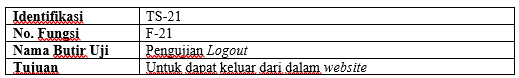 Identifikasi TS-21
No. Fungsi F-21
Nama Butir Uji Pengujian Logout
Tujuan Untuk dapat keluar dari dalam website